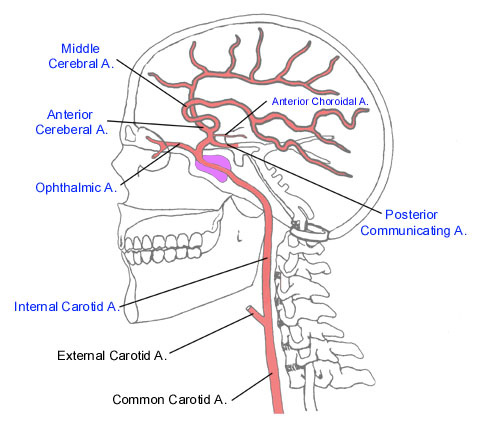 Middle
Cerebral A.
Anterior Choroidal A.
Anterior
Cereberal A.
Ophthalmic A.
Posterior
Communicating A.
Internal Carotid A.
External Carotid A.
Common Carotid A.